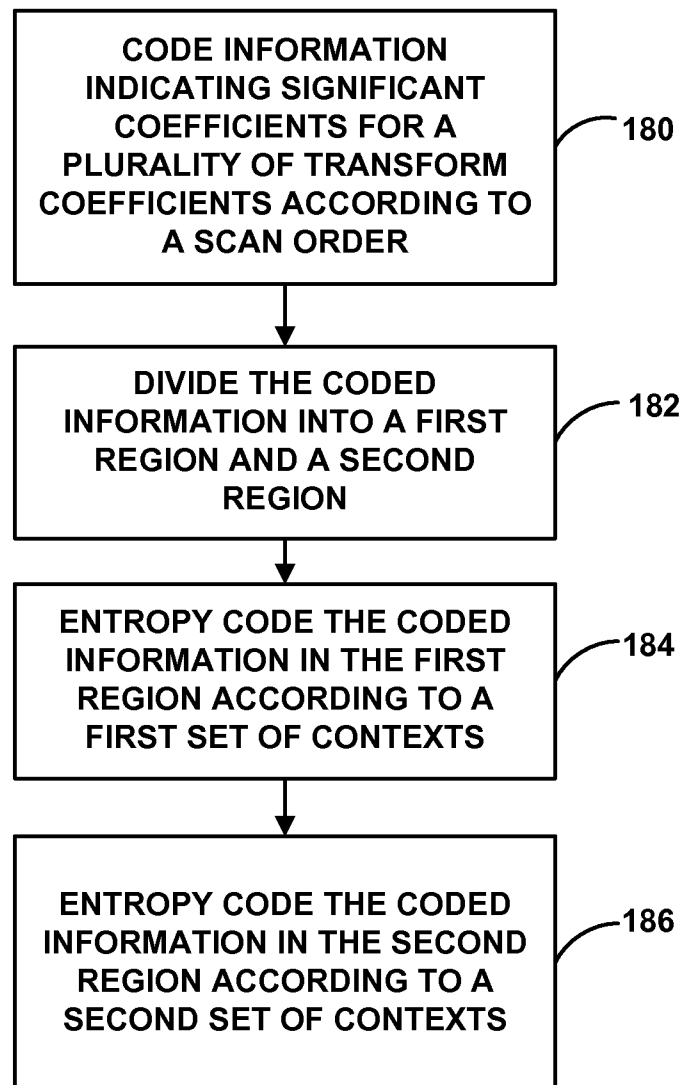 CODE INFORMATION
INDICATING SIGNIFICANT
COEFFICIENTS FOR A
PLURALITY OF TRANSFORM
COEFFICIENTS ACCORDING TO
A SCAN ORDER
180
DIVIDE THE CODED
INFORMATION INTO A FIRST
REGION AND A SECOND
REGION
182
ENTROPY CODE THE CODED
INFORMATION IN THE FIRST
REGION ACCORDING TO A
FIRST SET OF CONTEXTS
184
ENTROPY CODE THE CODED
INFORMATION IN THE SECOND
REGION ACCORDING TO A
SECOND SET OF CONTEXTS
186